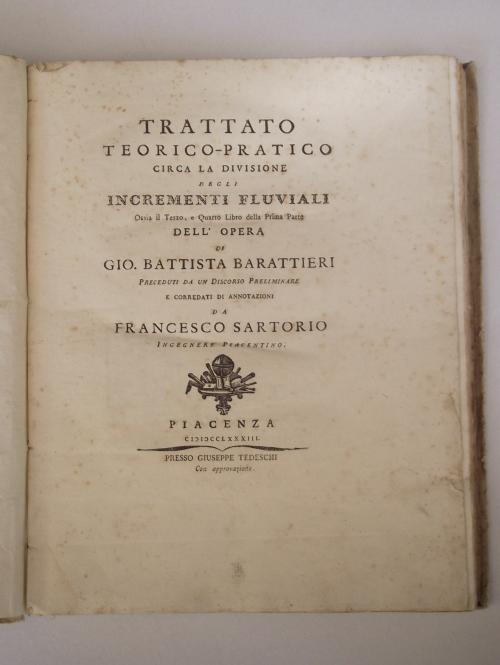 TRATTATO
TEORICO-PRATICO
CIRCA LA DIVISIONE
DEGLI
INCREMENTI FLUVIALI
Ossia il Terzo, e Quarto Libro della Prima Parte
DELL' OPERA
DI
GIO. BATTISTA BARATTIERI
PRECEDUTI DA UN DISCORSO PRELIMINARE
E CORREDATI DI ANNOTAZIONI
DA
FRANCESCO SARTORIO
INGEGNERE PIACENTINO.
PIACENZA
CIƆIƆCCLXXXIII.
PRESSO GIUSEPPE TEDESCHI
Con approvazione.